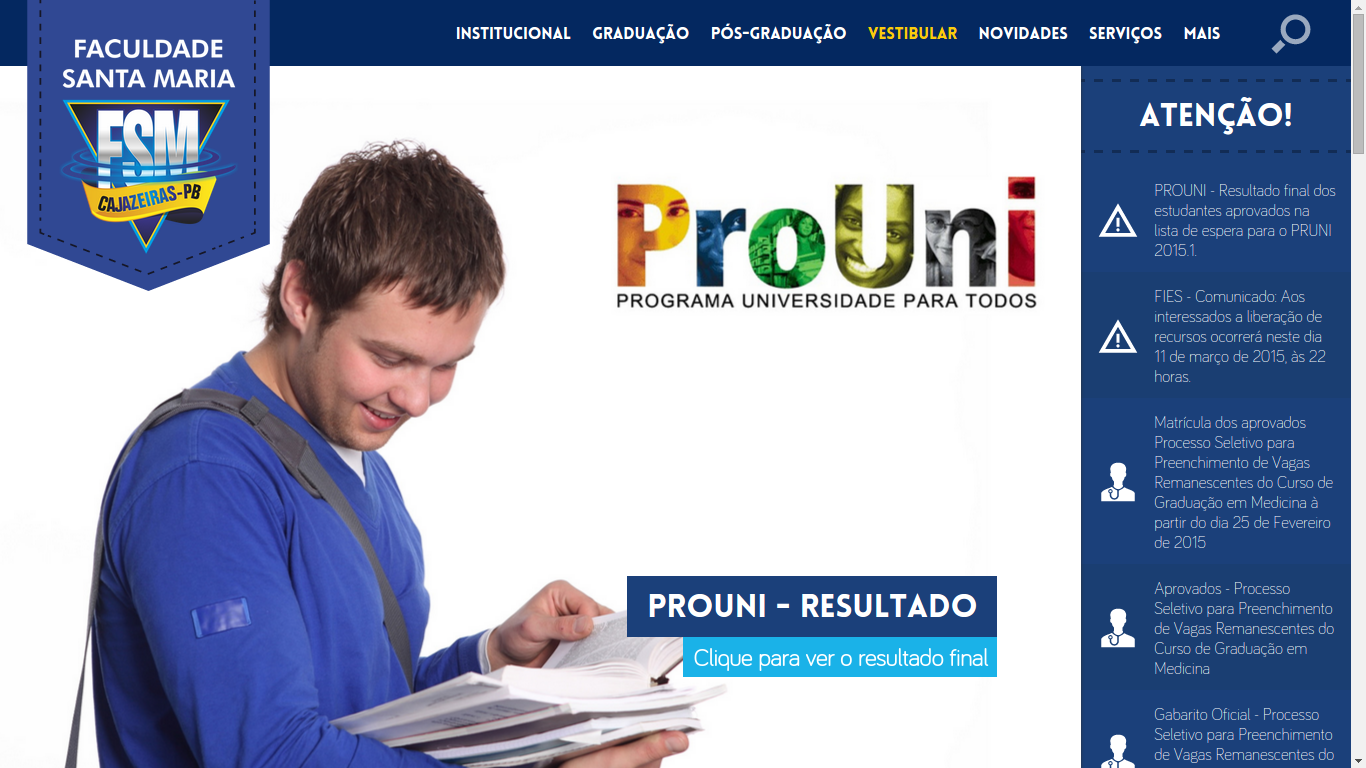 FACULDADE
SANTA MARIA
FSM
CAJAZEIRAS-PB
INSTITUCIONAL GRADUAÇÃO PÓS-GRADUAÇÃO VESTIBULAR NOVIDADES SERVIÇOS MAIS
ProUni
PROGRAMA UNIVERSIDADE PARA TODOS
PROUNI - RESULTADO
Clique para ver o resultado final
ATENÇÃO!
PROUNI - Resultado final dos
estudantes aprovados na
lista de espera para o PRUNI
2015.1.
FIES - Comunicado: Aos
interessados a liberação de
recursos ocorrerá neste dia
11 de março de 2015, às 22
horas.
Matrícula dos aprovados
Processo Seletivo para
Preenchimento de Vagas
Remanescentes do Curso de
Graduação em Medicina à
partir do dia 25 de Fevereiro
de 2015
Aprovados - Processo
Seletivo para Preenchimento
de Vagas Remanescentes do
Curso de Graduação em
Medicina
Gabarito Oficial - Processo
Seletivo para Preenchimento
de Vagas Remanescentes do